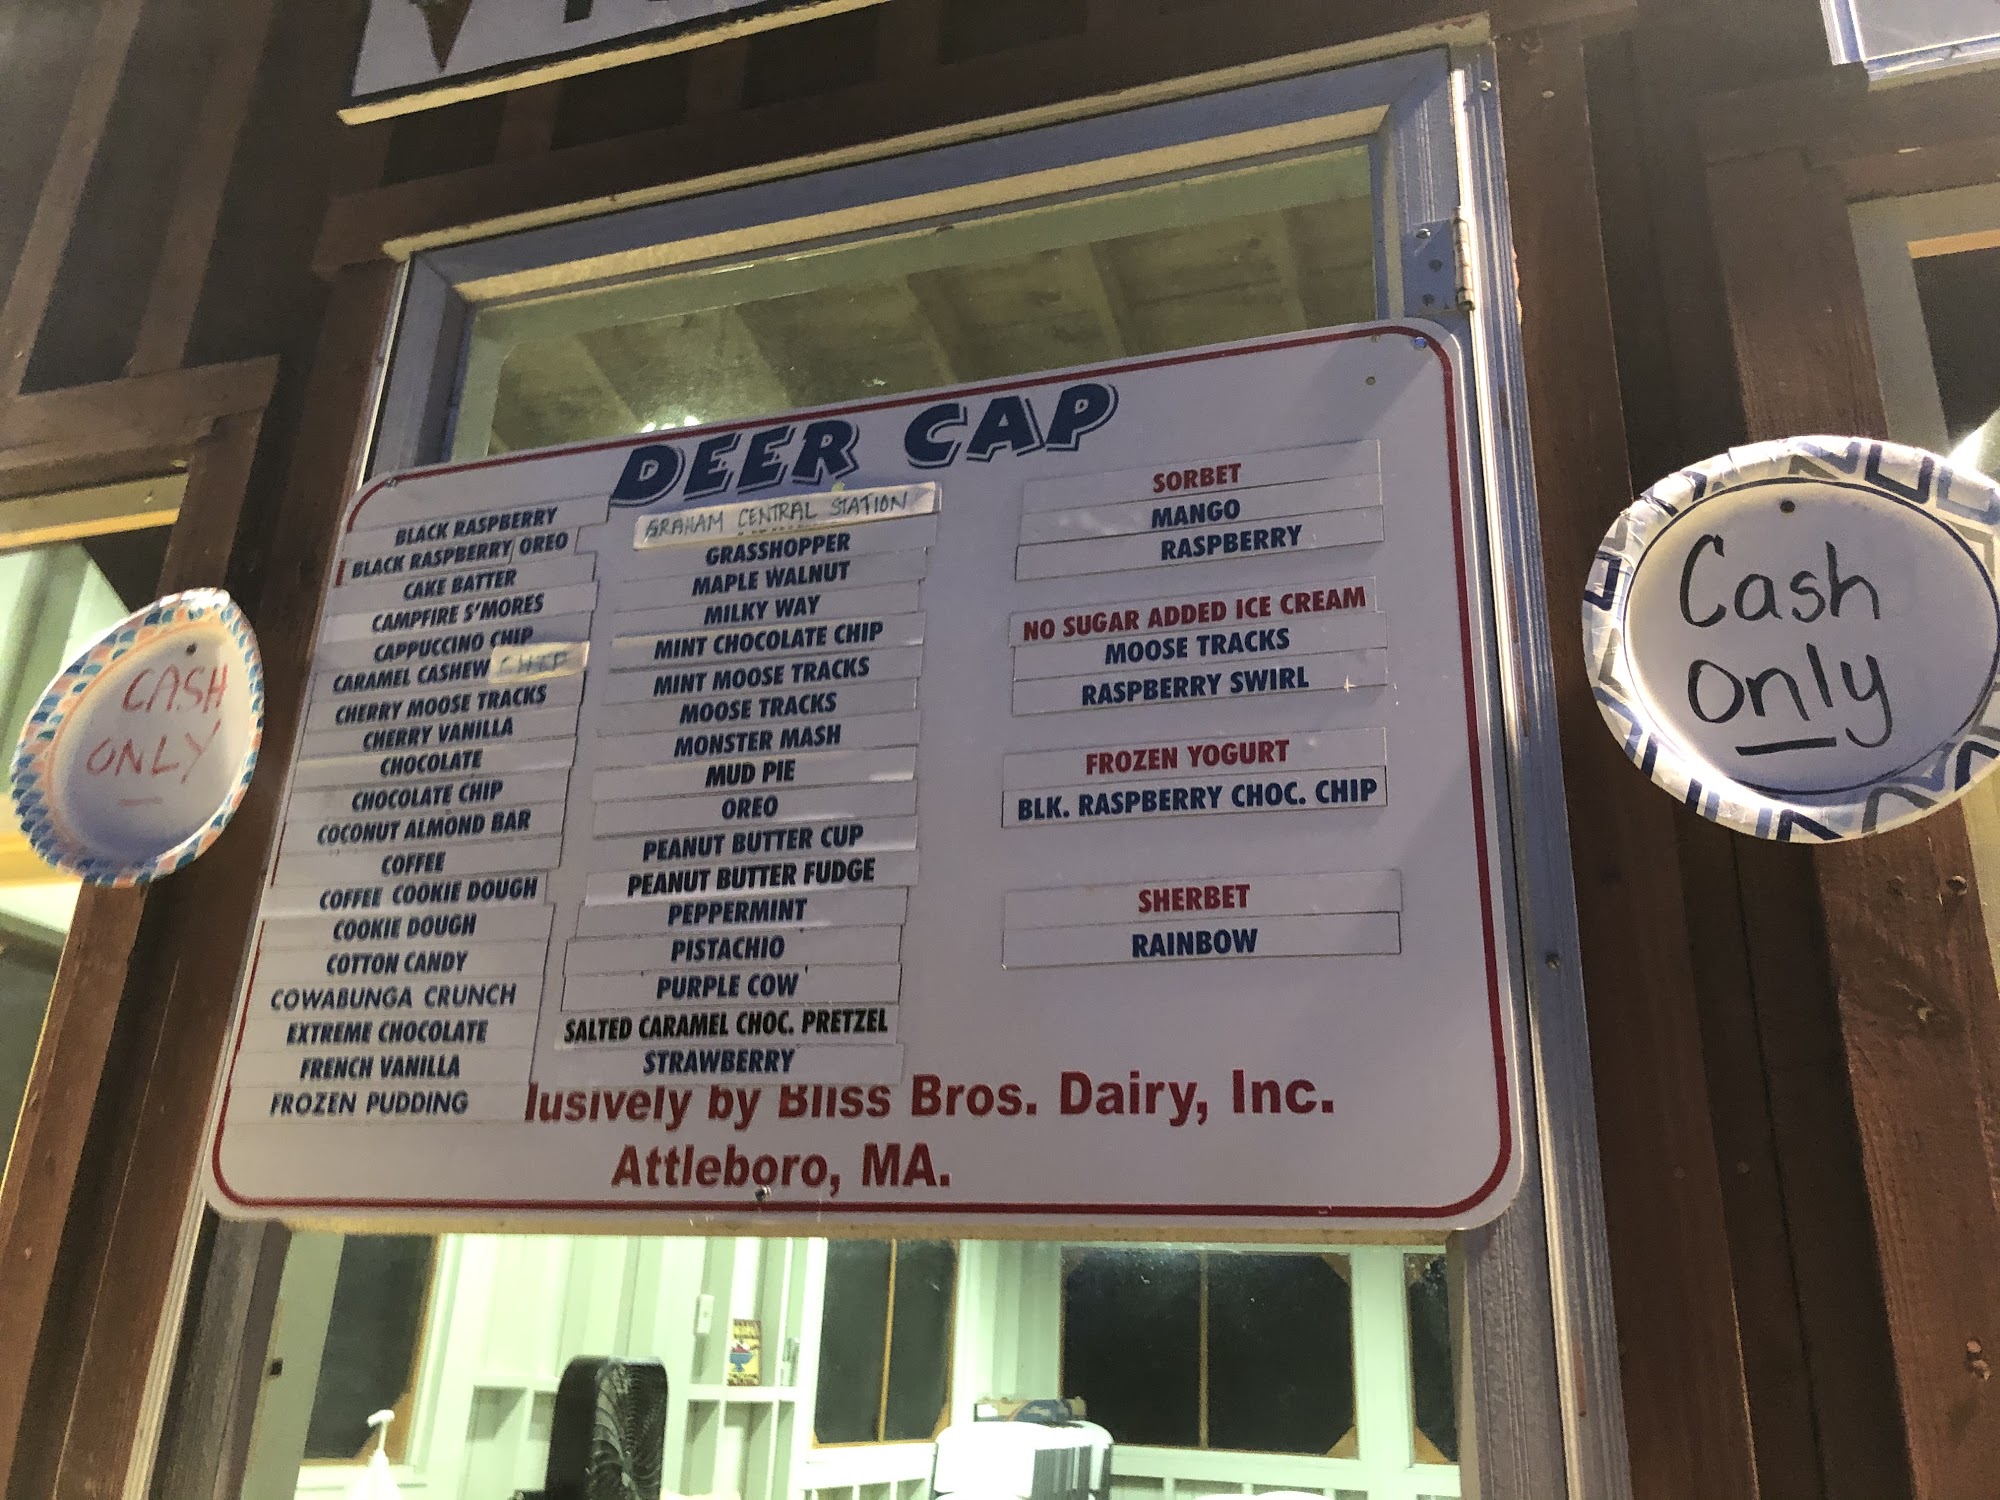 DEER CAP
BLACK RASPBERRY
BLACK RASPBERRY OREO
CAKE BATTER
CAMPFIRE S'MORES
CAPPUCCINO CHIP
CARAMEL CASHEW CHIP
CHERRY MOOSE TRACKS
CHERRY VANILLA
CHOCOLATE
CHOCOLATE CHIP
COCONUT ALMOND BAR
COFFEE
COFFEE COOKIE DOUGH
COOKIE DOUGH
COTTON CANDY
COWABUNGA CRUNCH
EXTREME CHOCOLATE
FRENCH VANILLA
FROZEN PUDDING
GRAHAM CENTRAL STATION
GRASSHOPPER
MAPLE WALNUT
MILKY WAY
MINT CHOCOLATE CHIP
MINT MOOSE TRACKS
MOOSE TRACKS
MONSTER MASH
MUD PIE
OREO
PEANUT BUTTER CUP
PEANUT BUTTER FUDGE
PEPPERMINT
PISTACHIO
PURPLE COW
SALTED CARAMEL CHOC. PRETZEL
STRAWBERRY
SORBET
MANGO
RASPBERRY
NO SUGAR ADDED ICE CREAM
MOOSE TRACKS
RASPBERRY SWIRL
FROZEN YOGURT
BLK. RASPBERRY CHOC. CHIP
SHERBET
RAINBOW
lusively by Bliss Bros. Dairy, Inc.
Attleboro, MA.
CASH
ONLY
Cash
only